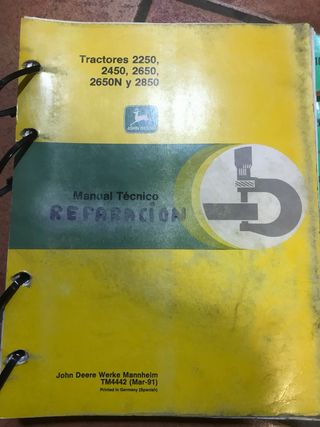 Tractores 2250,
2450, 2650,
2650N y 2850
JOHN DEERE
Manual Técnico
REPARACIÓN
John Deere Werke Mannheim
TM4442 (Mar-91)
Printed in Germany (Spanish)